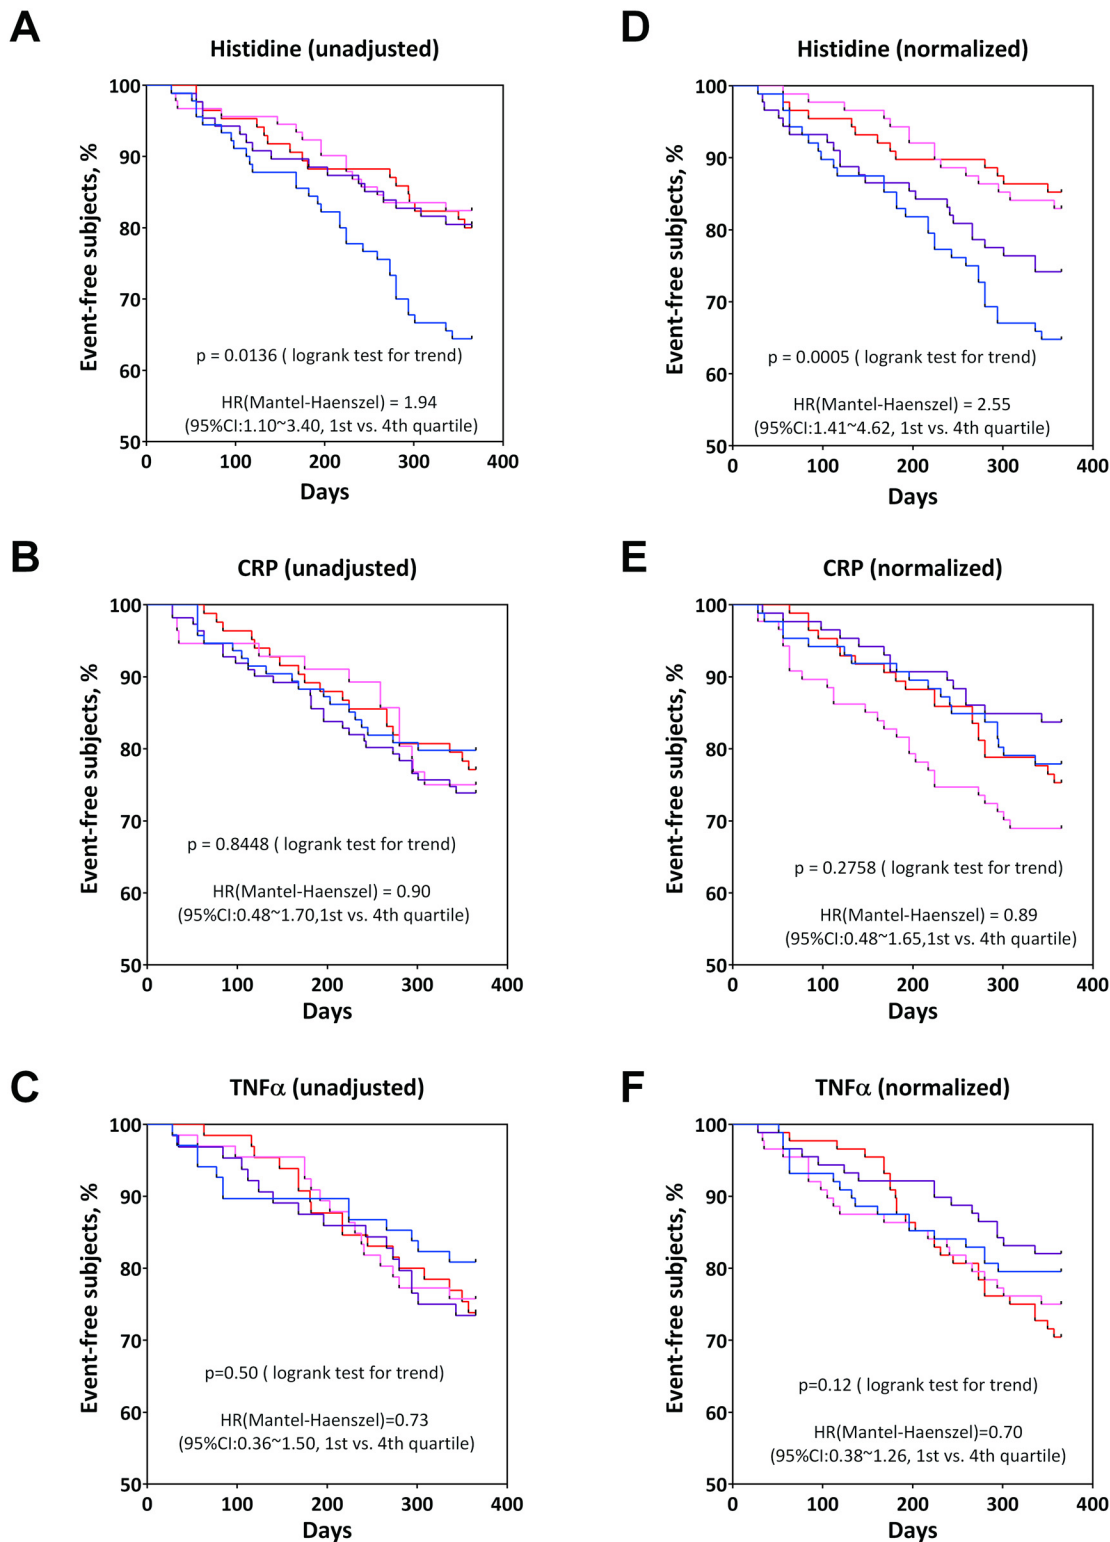 A
Histidine (unadjusted)
Event-free subjects, %
100
90
80
70
60
50
p = 0.0136 ( logrank test for trend)
HR(Mantel-Haenszel) = 1.94
(95%CI:1.10~3.40, 1st vs. 4th quartile)
0 100 200 300 400
Days
D
Histidine (normalized)
Event-free subjects, %
100
90
80
70
60
50
p = 0.0005 ( logrank test for trend)
HR(Mantel-Haenszel) = 2.55
(95%CI:1.41~4.62, 1st vs. 4th quartile)
0 100 200 300 400
Days
B
CRP (unadjusted)
Event-free subjects, %
100
90
80
70
60
50
p = 0.8448 ( logrank test for trend)
HR(Mantel-Haenszel) = 0.90
(95%CI:0.48~1.70,1st vs. 4th quartile)
0 100 200 300 400
Days
E
CRP (normalized)
Event-free subjects, %
100
90
80
70
60
50
p = 0.2758 ( logrank test for trend)
HR(Mantel-Haenszel) = 0.89
(95%CI:0.48~1.65,1st vs. 4th quartile)
0 100 200 300 400
Days
C
TNFα (unadjusted)
Event-free subjects, %
100
90
80
70
60
50
p=0.50 ( logrank test for trend)
HR(Mantel-Haenszel)=0.73
(95%CI:0.36~1.50, 1st vs. 4th quartile)
0 100 200 300 400
Days
F
TNFα (normalized)
Event-free subjects, %
100
90
80
70
60
50
p=0.12 ( logrank test for trend)
HR(Mantel-Haenszel)=0.70
(95%CI:0.38~1.26, 1st vs. 4th quartile)
0 100 200 300 400
Days